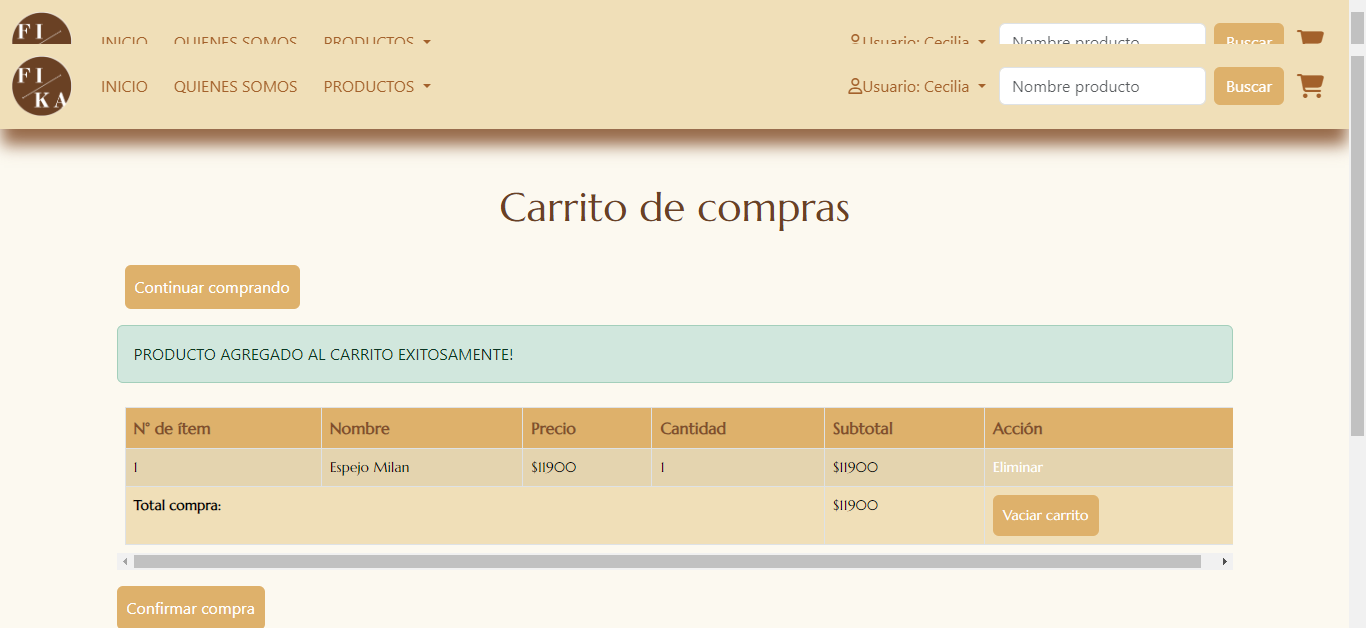 FI
INICIO QUIENES SOMOS PRODUCTOS Usuario: Cecilia Nombre producto Buscar
FI
KA
INICIO QUIENES SOMOS PRODUCTOS Usuario: Cecilia Nombre producto Buscar
Carrito de compras
Continuar comprando
PRODUCTO AGREGADO AL CARRITO EXITOSAMENTE!
N° de ítem Nombre Precio Cantidad Subtotal Acción
1 Espejo Milan $11900 1 $11900 Eliminar
Total compra: $11900 Vaciar carrito
Confirmar compra